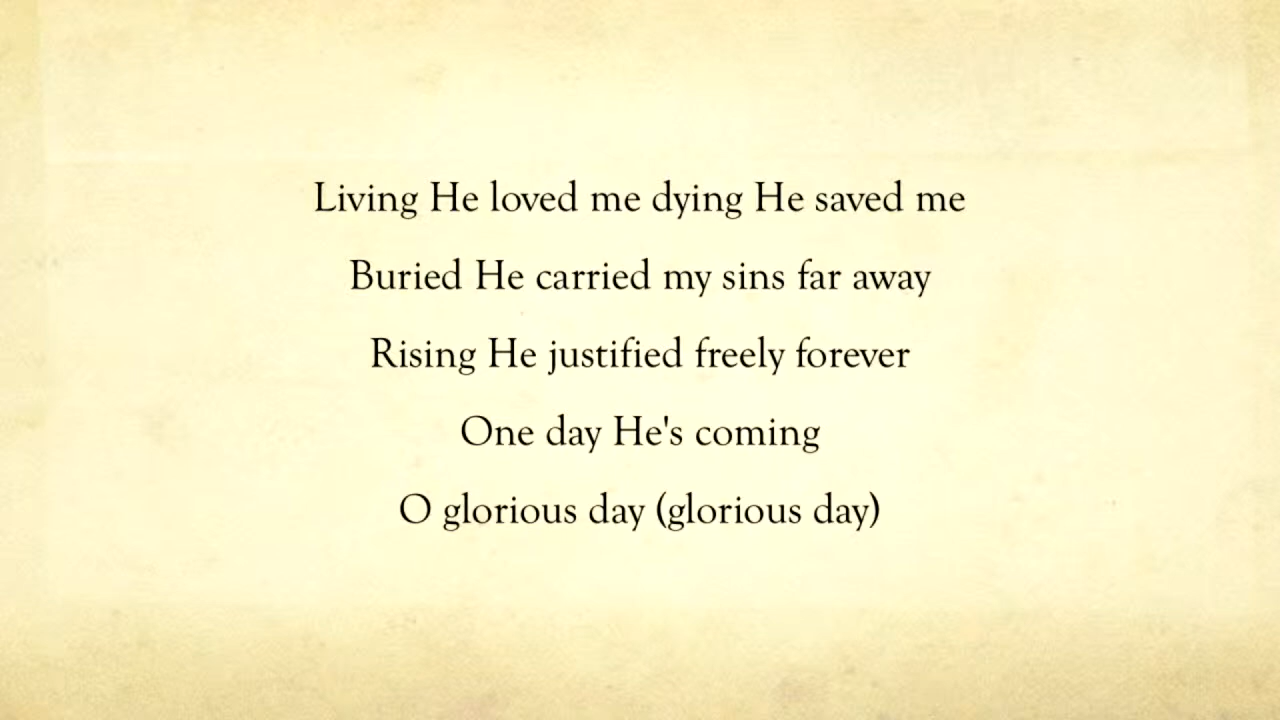 Living He loved me dying He saved me
Buried He carried my sins far away
Rising He justified freely forever
One day He's coming
O glorious day (glorious day)